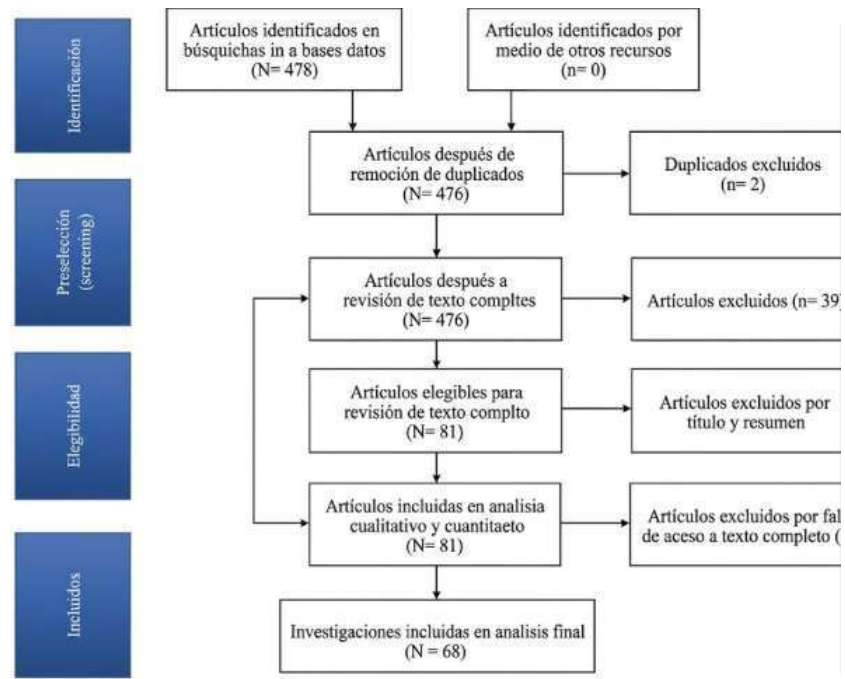 Identificación
Artículos identificados en
búsquichas in a bases datos
(N= 478)
Artículos identificados por
medio de otros recursos
(n= 0)
Artículos después de
remoción de duplicados
(N= 476)
Duplicados excluidos
(n= 2)
Preselección
(screening)
Artículos después a
revisión de texto compltes
N= 476)
Artículos excluidos (n= 39
Elegibilidad
Artículos elegibles para
revisión de texto complto
(N= 81)
Artículos excluidos por
título y resumen
Artículos incluidas en analisia
cualitativo y cuantitaeto
(N= 81)
Artículos excluidos por fal
de aceso a texto completo (
Incluidos
Investigaciones incluidas en analisis final
(N = 68)